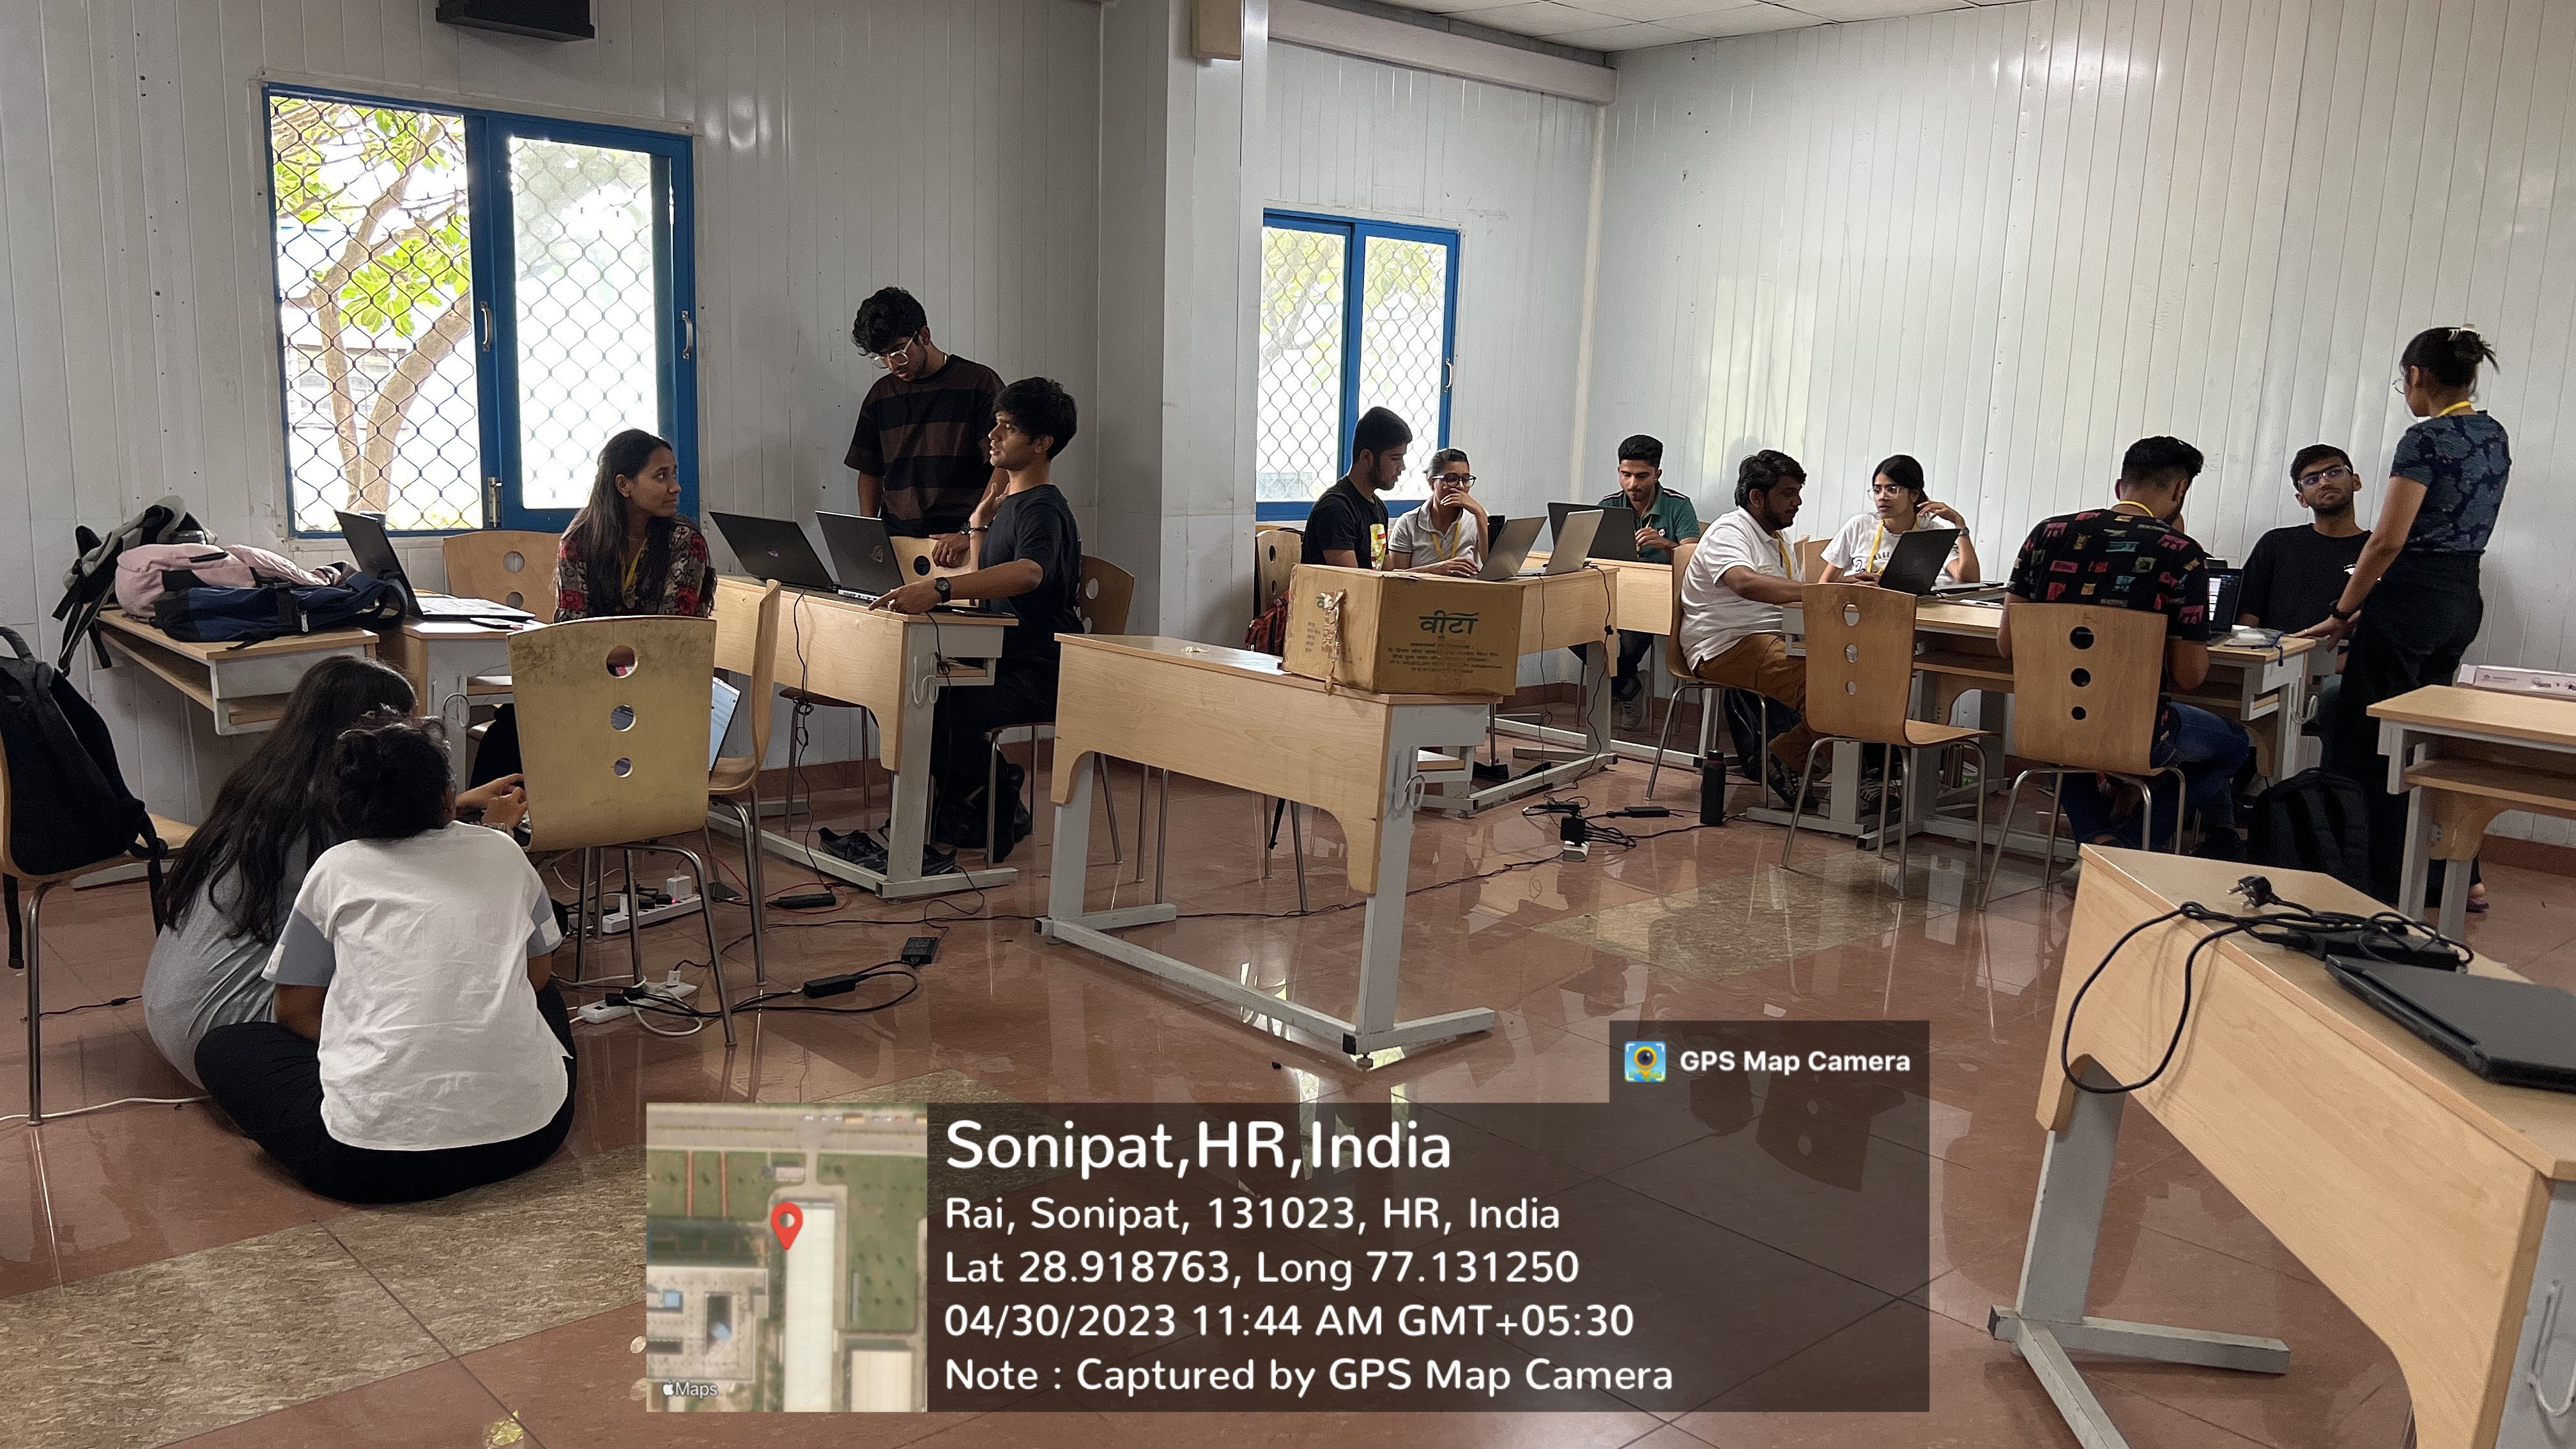 वीटा
GPS Map Camera
Sonipat,HR,India
Rai, Sonipat, 131023, HR, India
Lat 28.918763, Long 77.131250
04/30/2023 11:44 AM GMT+05:30
Note : Captured by GPS Map Camera
Maps